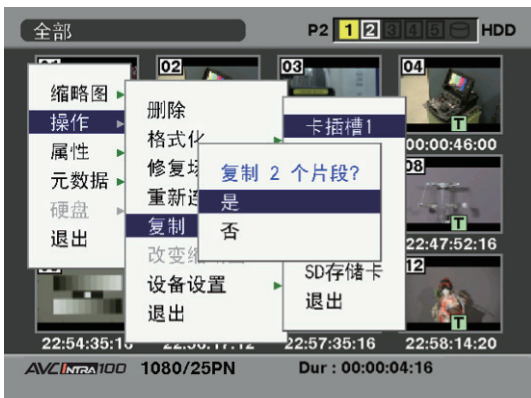 全部
P2 1 2 3 4 5 HDD
02
03
04
缩略图
操作
属性
元数据
硬盘
退出
删除
格式化
修复
重新
复制
改变
设备设置
退出
卡插槽1
SD存储卡
退出
复制 2 个片段?
是
否
T
00:00:46:00
08
T
22:47:52:16
12
T
22:54:35:16
22:57:35:16
22:58:14:20
AVC INTRA 100 1080/25PN Dur : 00:00:04:16